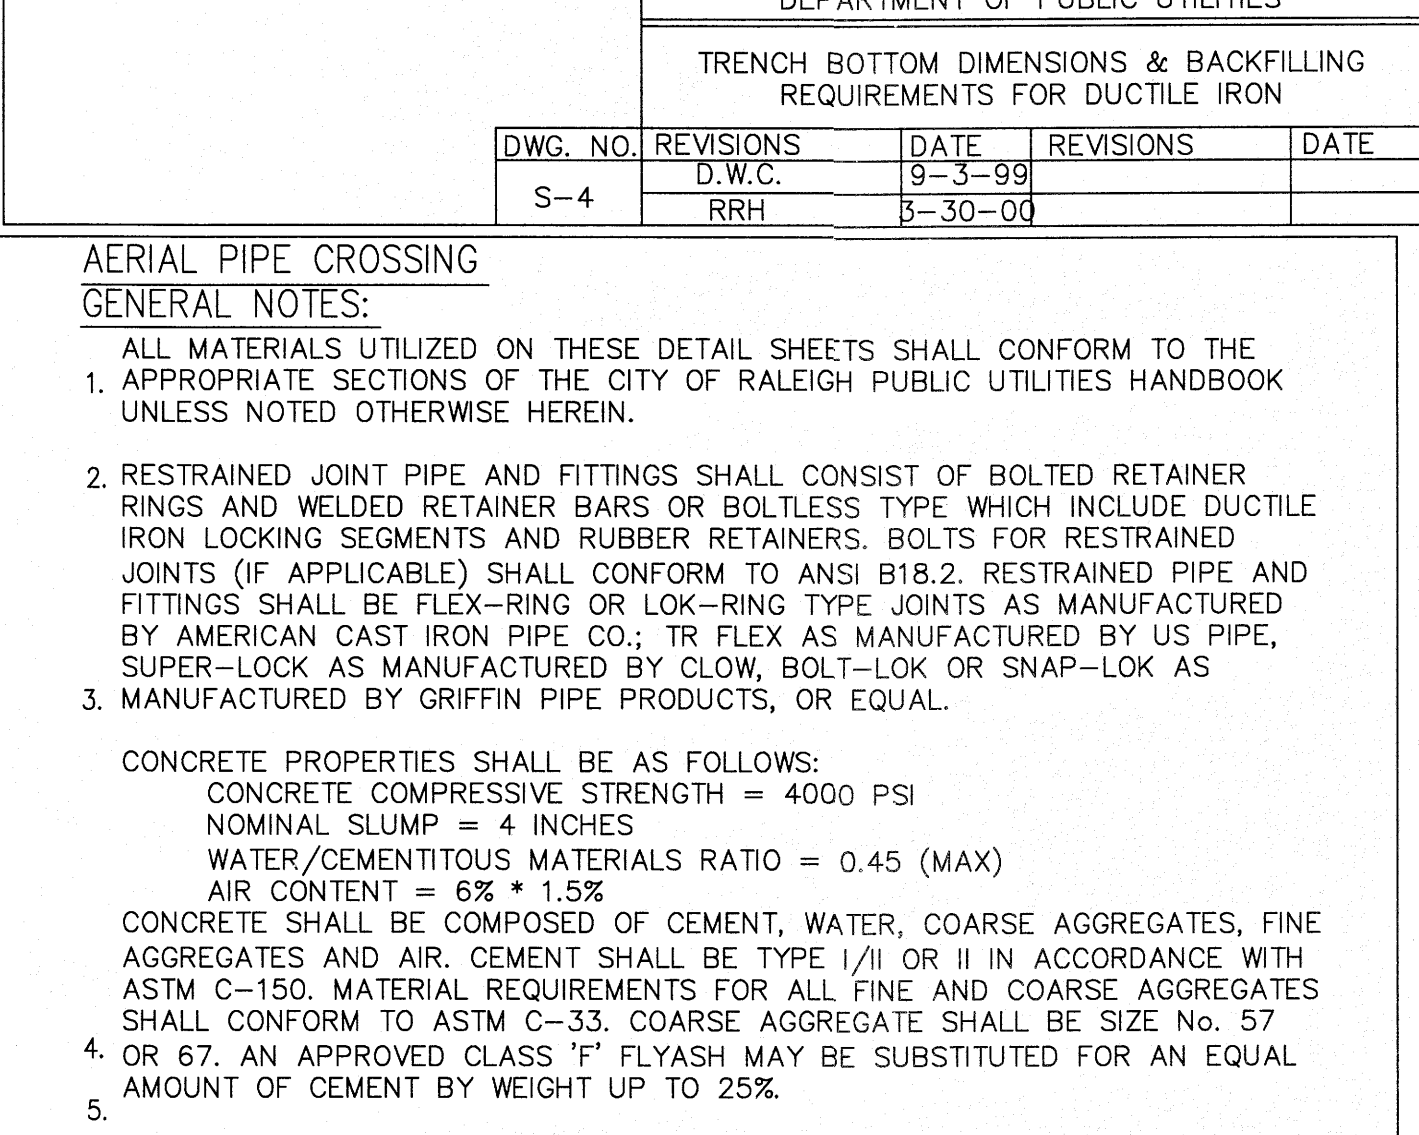 DEPARTMENT OF PUBLIC UTILITIES
TRENCH BOTTOM DIMENSIONS & BACKFILLING
REQUIREMENTS FOR DUCTILE IRON
DWG. NO. REVISIONS DATE REVISIONS DATE
D.W.C. 9-3-99
S-4
RRH 3-30-00
AERIAL PIPE CROSSING
GENERAL NOTES:
ALL MATERIALS UTILIZED ON THESE DETAIL SHEETS SHALL CONFORM TO THE
1. APPROPRIATE SECTIONS OF THE CITY OF RALEIGH PUBLIC UTILITIES HANDBOOK
UNLESS NOTED OTHERWISE HEREIN.
2. RESTRAINED JOINT PIPE AND FITTINGS SHALL CONSIST OF BOLTED RETAINER
RINGS AND WELDED RETAINER BARS OR BOLTLESS TYPE WHICH INCLUDE DUCTILE
IRON LOCKING SEGMENTS AND RUBBER RETAINERS. BOLTS FOR RESTRAINED
JOINTS (IF APPLICABLE) SHALL CONFORM TO ANSI B18.2. RESTRAINED PIPE AND
FITTINGS SHALL BE FLEX-RING OR LOK-RING TYPE JOINTS AS MANUFACTURED
BY AMERICAN CAST IRON PIPE CO.; TR FLEX AS MANUFACTURED BY US PIPE,
SUPER-LOCK AS MANUFACTURED BY CLOW, BOLT-LOK OR SNAP-LOK AS
3. MANUFACTURED BY GRIFFIN PIPE PRODUCTS, OR EQUAL.
CONCRETE PROPERTIES SHALL BE AS FOLLOWS:
CONCRETE COMPRESSIVE STRENGTH = 4000 PSI
NOMINAL SLUMP = 4 INCHES
WATER/CEMENTITOUS MATERIALS RATIO = 0.45 (MAX)
AIR CONTENT = 6% * 1.5%
CONCRETE SHALL BE COMPOSED OF CEMENT, WATER, COARSE AGGREGATES, FINE
AGGREGATES AND AIR. CEMENT SHALL BE TYPE I/II OR II IN ACCORDANCE WITH
ASTM C-150. MATERIAL REQUIREMENTS FOR ALL FINE AND COARSE AGGREGATES
SHALL CONFORM TO ASTM C-33. COARSE AGGREGATE SHALL BE SIZE No. 57
4. OR 67. AN APPROVED CLASS 'F' FLYASH MAY BE SUBSTITUTED FOR AN EQUAL
AMOUNT OF CEMENT BY WEIGHT UP TO 25%.
5.